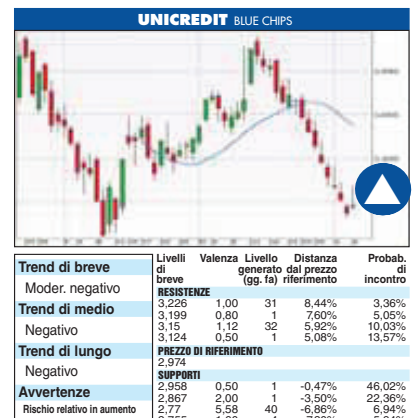 UNICREDIT BLUE CHIPS
Trend di breve
Moder. negativo
Trend di medio
Negativo
Trend di lungo
Negativo
Avvertenze
Rischio relativo in aumento
Livelli di breve Valenza Livello generato (gg. fa) Distanza dal prezzo riferimento Probab. di incontro
RESISTENZE
3,226 1,00 31 8,44% 3,36%
3,199 0,80 1 7,60% 5,05%
3,15 1,12 32 5,92% 10,03%
3,124 0,50 1 5,08% 13,57%
PREZZO DI RIFERIMENTO
2,974
SUPPORTI
2,958 0,50 1 -0,47% 46,02%
2,867 2,00 1 -3,50% 22,36%
2,77 5,58 40 -6,86% 6,94%